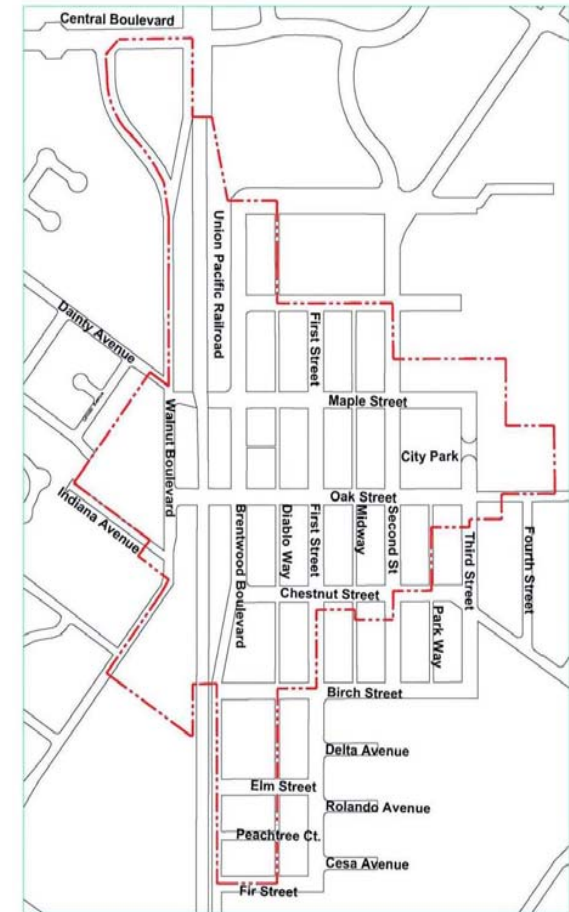 Central Boulevard
Union Pacific Railroad
Dainty Avenue
First Street
Maple Street
Walnut Boulevard
City Park
Indiana Avenue
Oak Street
Brentwood Boulevard
Diablo Way
First Street
Midway
Second St
Third Street
Fourth Street
Chestnut Street
Park Way
Birch Street
Delta Avenue
Elm Street
Rolando Avenue
Peachtree Ct.
Cesa Avenue
Fir Street